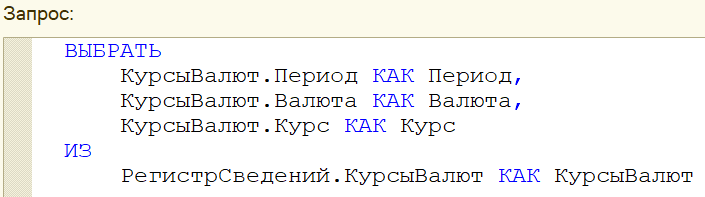 Запрос:
ВЫБРАТЬ
КурсыВалют.Период КАК Период,
КурсыВалют.Валюта КАК Валюта,
КурсыВалют.Курс КАК Курс
ИЗ
РегистрСведений.КурсыВалют КАК КурсыВалют